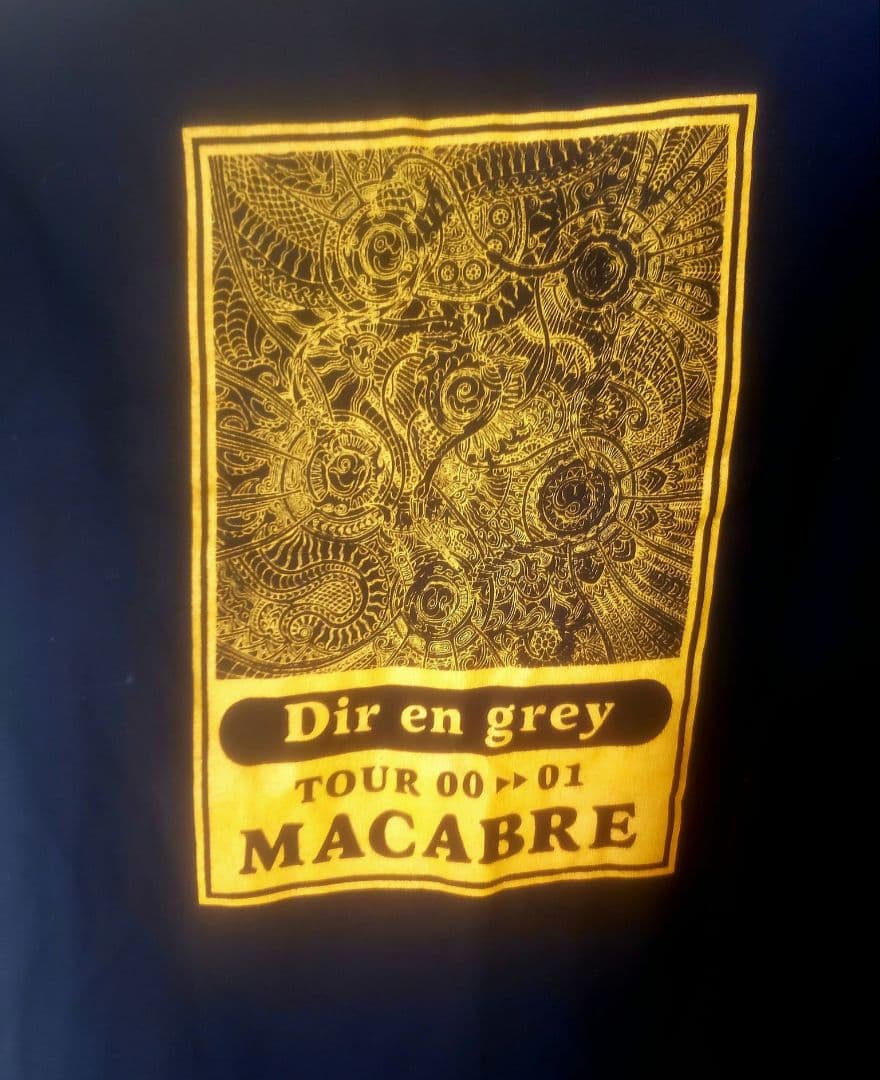 Dir en grey
TOUR 00 ▸▸ 01
MACABRE